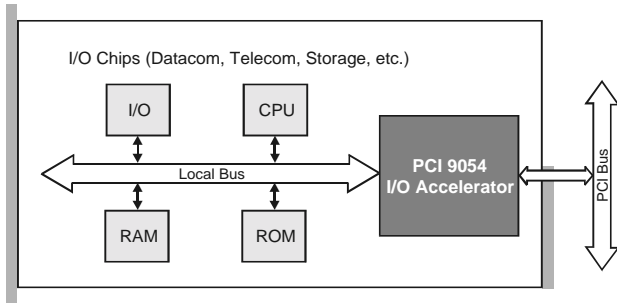 I/O Chips (Datacom, Telecom, Storage, etc.)
I/O
CPU
Local Bus
PCI 9054
I/O Accelerator
PCI Bus
RAM
ROM